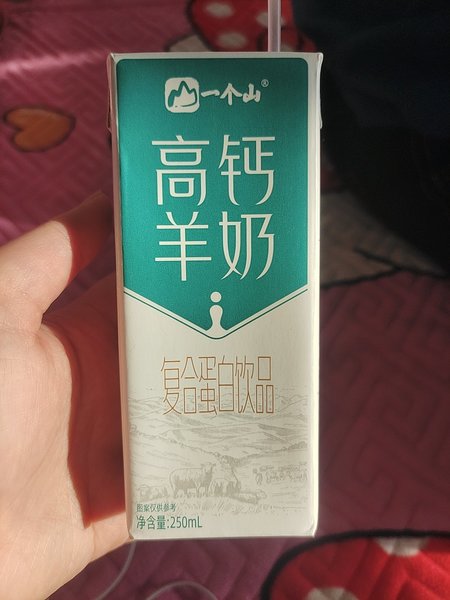 一个山®
高钙
羊奶
复合蛋白饮品
图案仅供参考
净含量:250mL